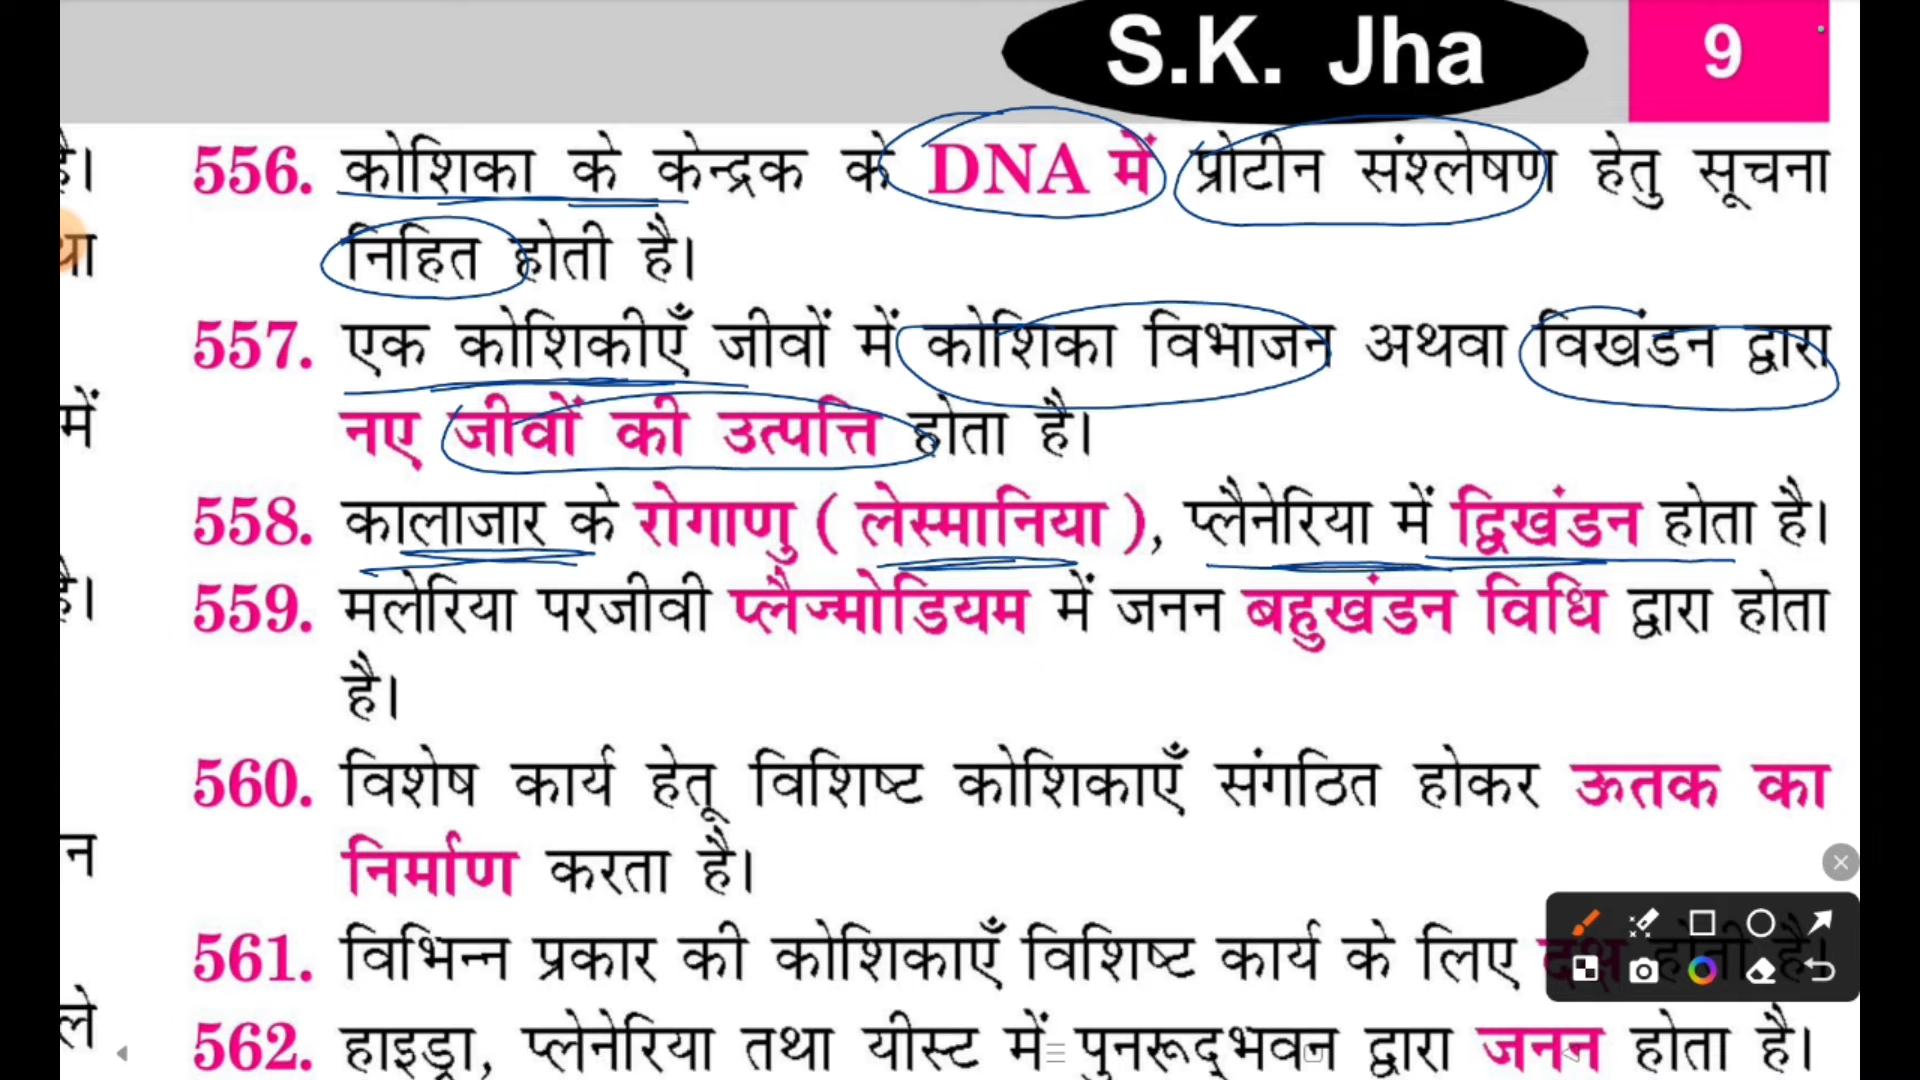 S.K. Jha 9
है।
था
में
है।
न
ले
556. कोशिका के केन्द्रक के DNA में प्रोटीन संश्लेषण हेतु सूचना
निहित होती है।
557. एक कोशिकीएँ जीवों में कोशिका विभाजन अथवा विखंडन द्वारा
नए जीवों की उत्पत्ति होता है।
558. कालाजार के रोगाणु ( लेस्मानिया ), प्लैनेरिया में द्विखंडन होता है।
559. मलेरिया परजीवी प्लैज्मोडियम में जनन बहुखंडन विधि द्वारा होता
है।
560. विशेष कार्य हेतू विशिष्ट कोशिकाएँ संगठित होकर ऊतक का
निर्माण करता है।
561. विभिन्न प्रकार की कोशिकाएँ विशिष्ट कार्य के लिए दक्ष होती है।
562. हाइड्रा, प्लेनेरिया तथा यीस्ट में पुनरूद्भवन द्वारा जनन होता है।